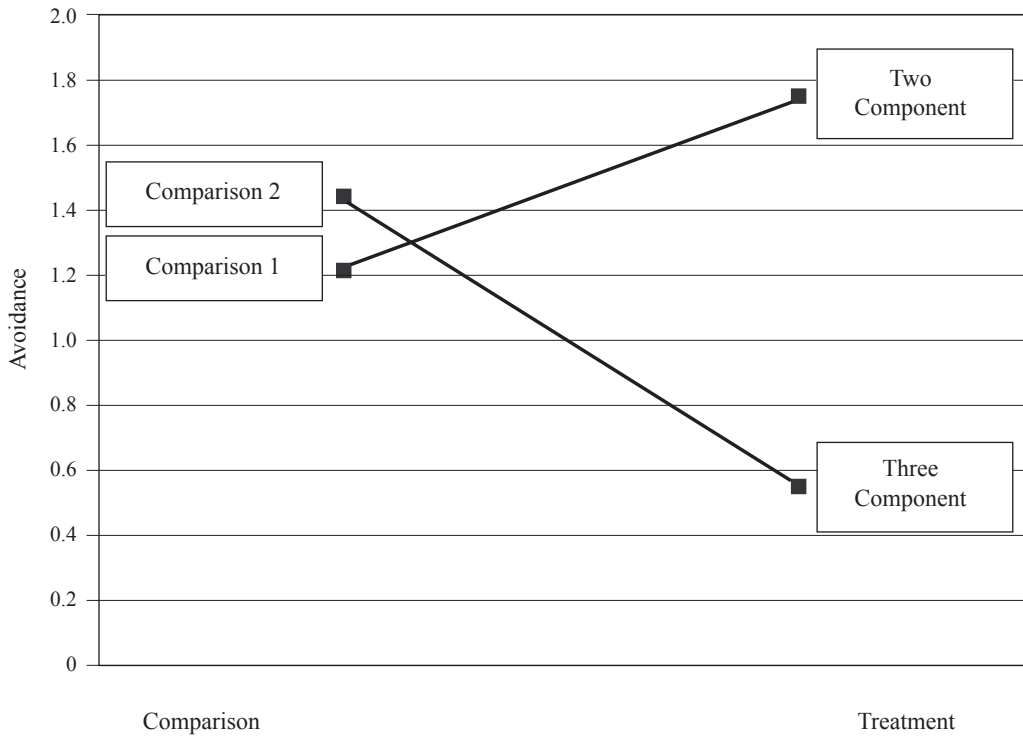 2.0
1.8
1.6
1.4
1.2
1.0
0.8
0.6
0.4
0.2
0
Avoidance
Comparison 2
Comparison 1
Two
Component
Three
Component
Comparison
Treatment